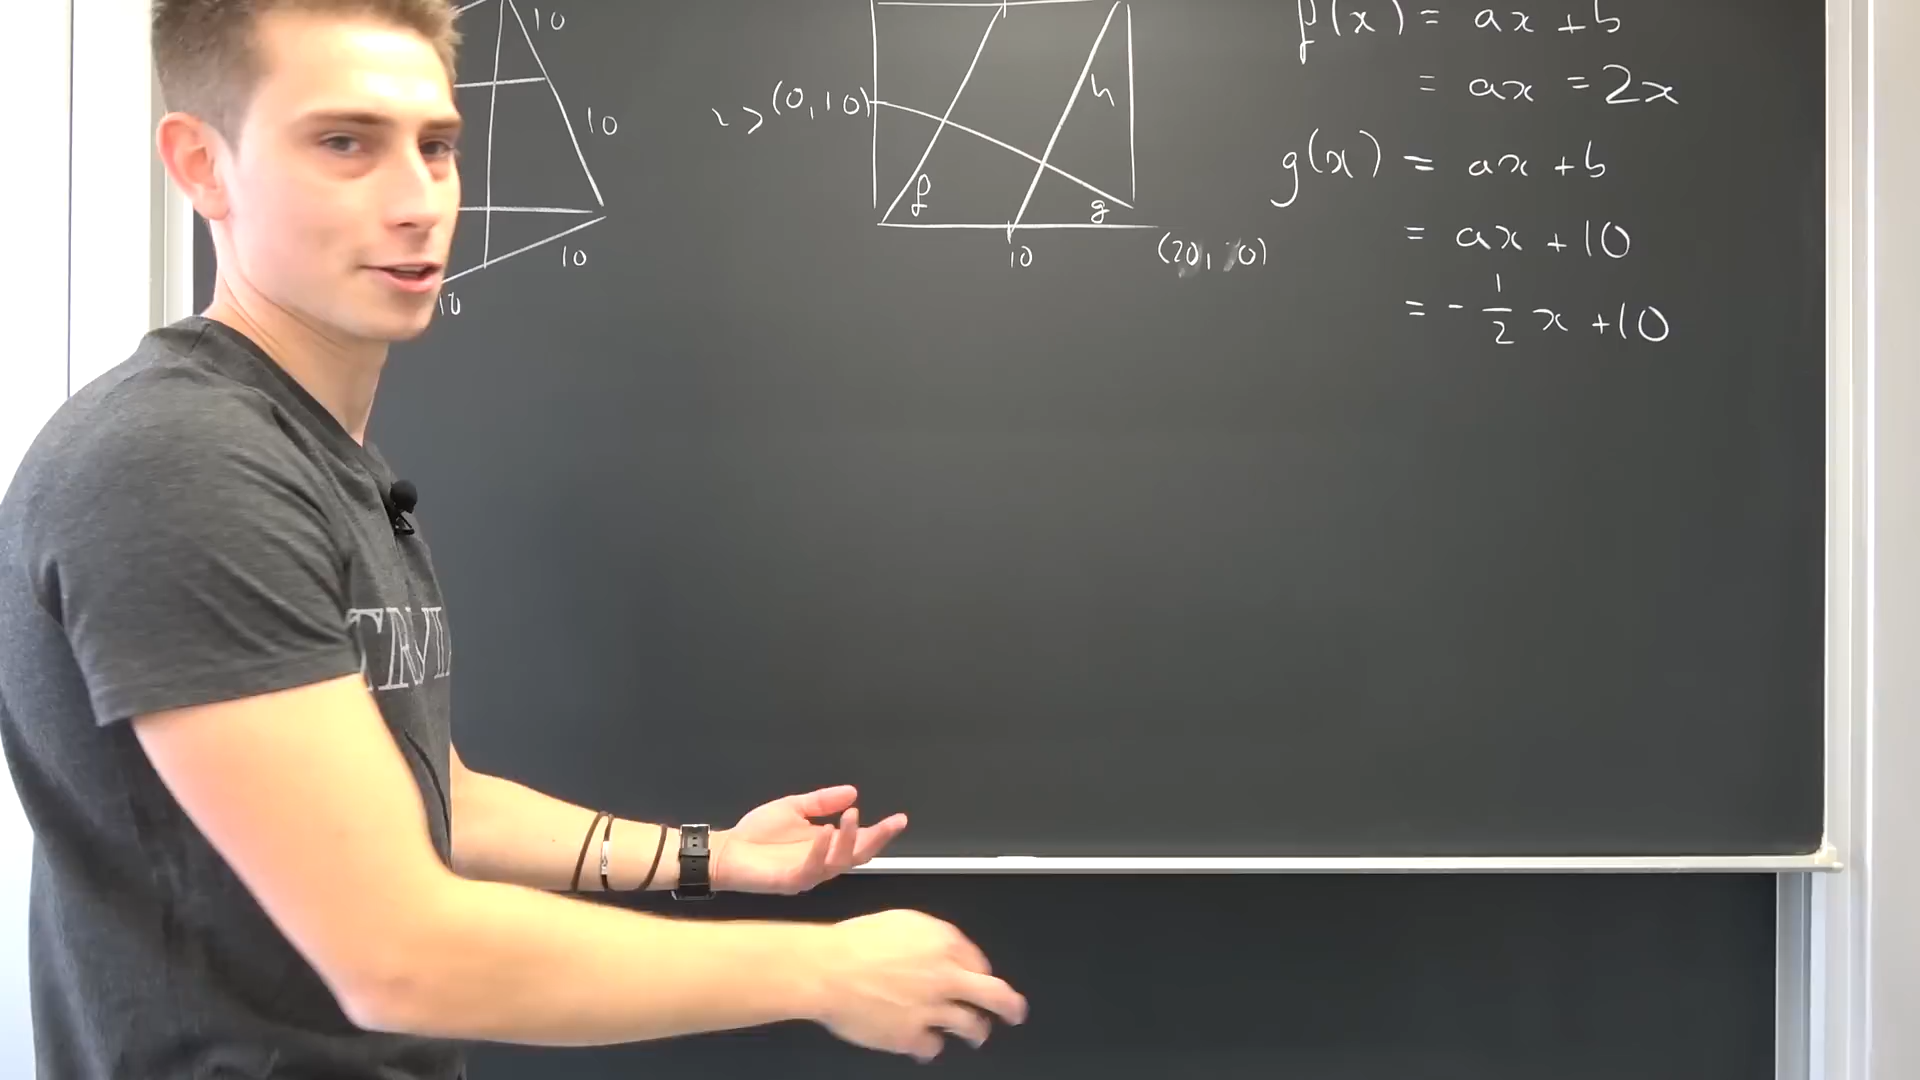 10
10
10
10
(0,10)
f
h
g
10
(20, 0)
f(x) = ax + b
= ax = 2x
g(x) = ax + b
= ax + 10
= - 1/2 x + 10